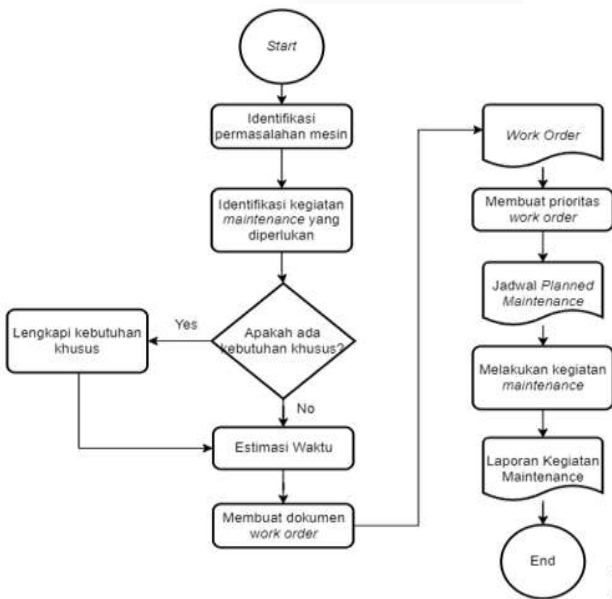 Start
Identifikasi
permasalahan mesin
Identifikasi kegiatan
maintenance yang
diperlukan
Apakah ada
kebutuhan khusus?
Yes
Lengkapi kebutuhan
khusus
No
Estimasi Waktu
Membuat dokumen
work order
Work Order
Membuat prioritas
work order
Jadwal Planned
Maintenance
Melakukan kegiatan
maintenance
Laporan Kegiatan
Maintenance
End